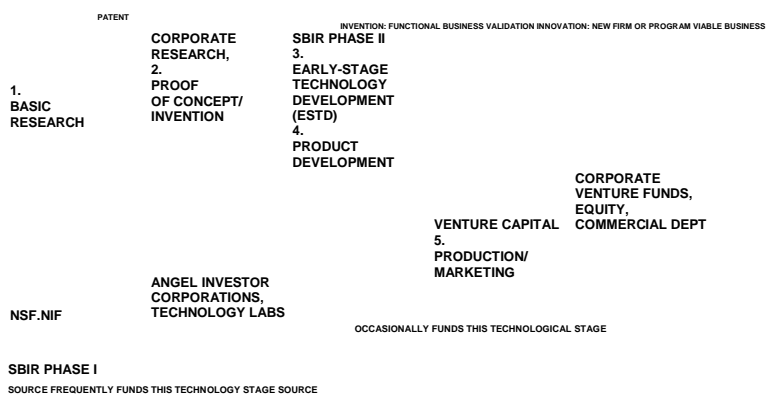 PATENT
INVENTION: FUNCTIONAL BUSINESS VALIDATION INNOVATION: NEW FIRM OR PROGRAM VIABLE BUSINESS
1.
BASIC
RESEARCH
CORPORATE
RESEARCH,
2.
PROOF
OF CONCEPT/
INVENTION
SBIR PHASE II
3.
EARLY-STAGE
TECHNOLOGY
DEVELOPMENT
(ESTD)
4.
PRODUCT
DEVELOPMENT
VENTURE CAPITAL
5.
PRODUCTION/
MARKETING
CORPORATE
VENTURE FUNDS,
EQUITY,
COMMERCIAL DEPT
NSF.NIF
ANGEL INVESTOR
CORPORATIONS,
TECHNOLOGY LABS
OCCASIONALLY FUNDS THIS TECHNOLOGICAL STAGE
SBIR PHASE I
SOURCE FREQUENTLY FUNDS THIS TECHNOLOGY STAGE SOURCE